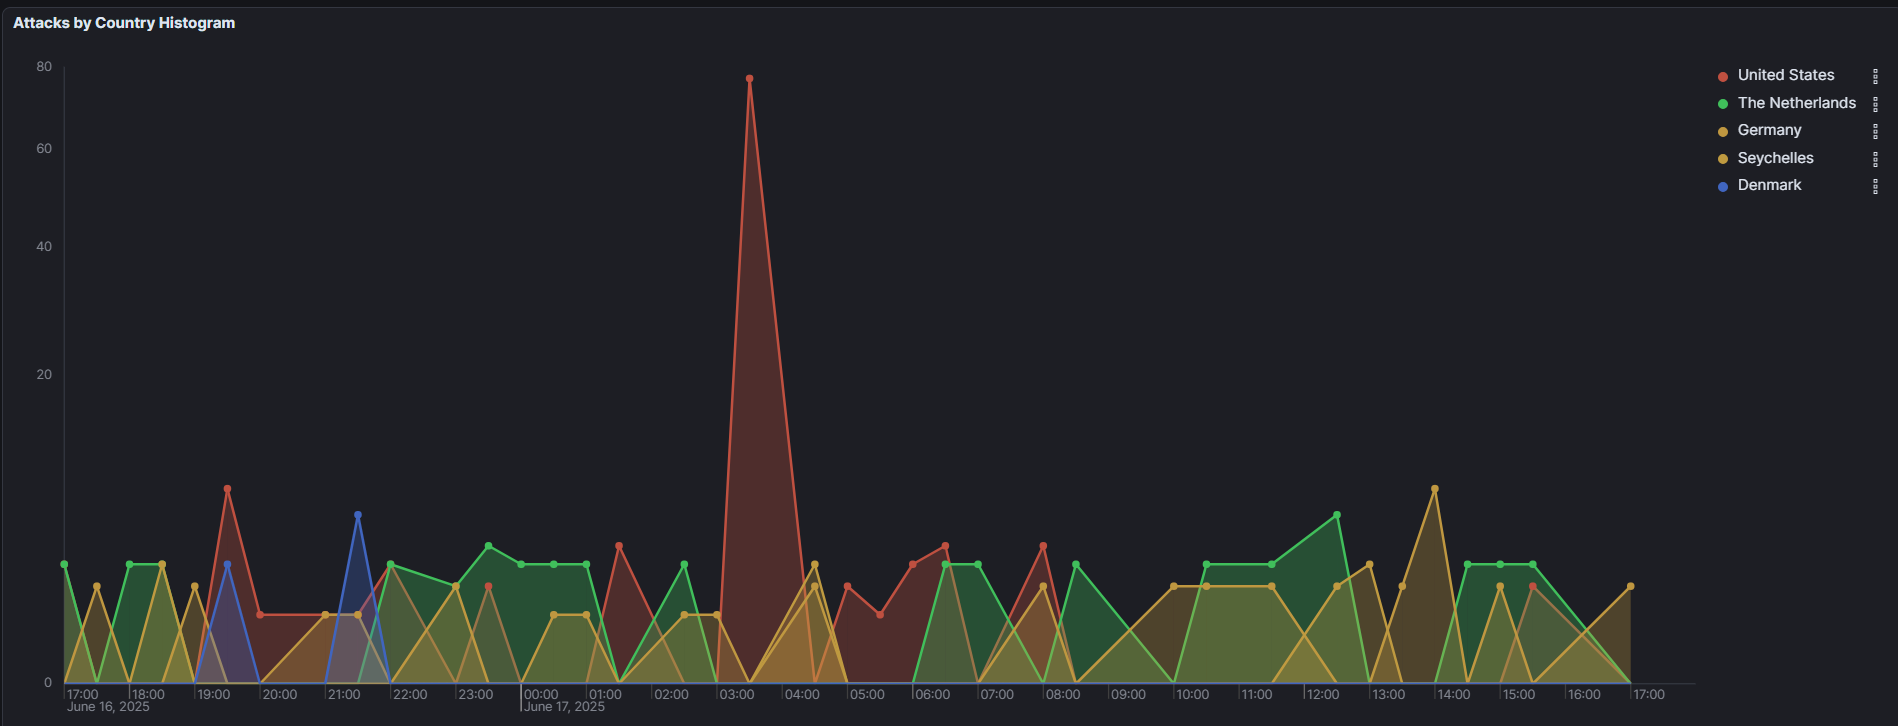 Attacks by Country Histogram
80
60
40
20
0
United States
The Netherlands
Germany
Seychelles
Denmark
17:00 18:00 19:00 20:00 21:00 22:00 23:00 00:00 01:00 02:00 03:00 04:00 05:00 06:00 07:00 08:00 09:00 10:00 11:00 12:00 13:00 14:00 15:00 16:00 17:00
June 16, 2025 June 17, 2025